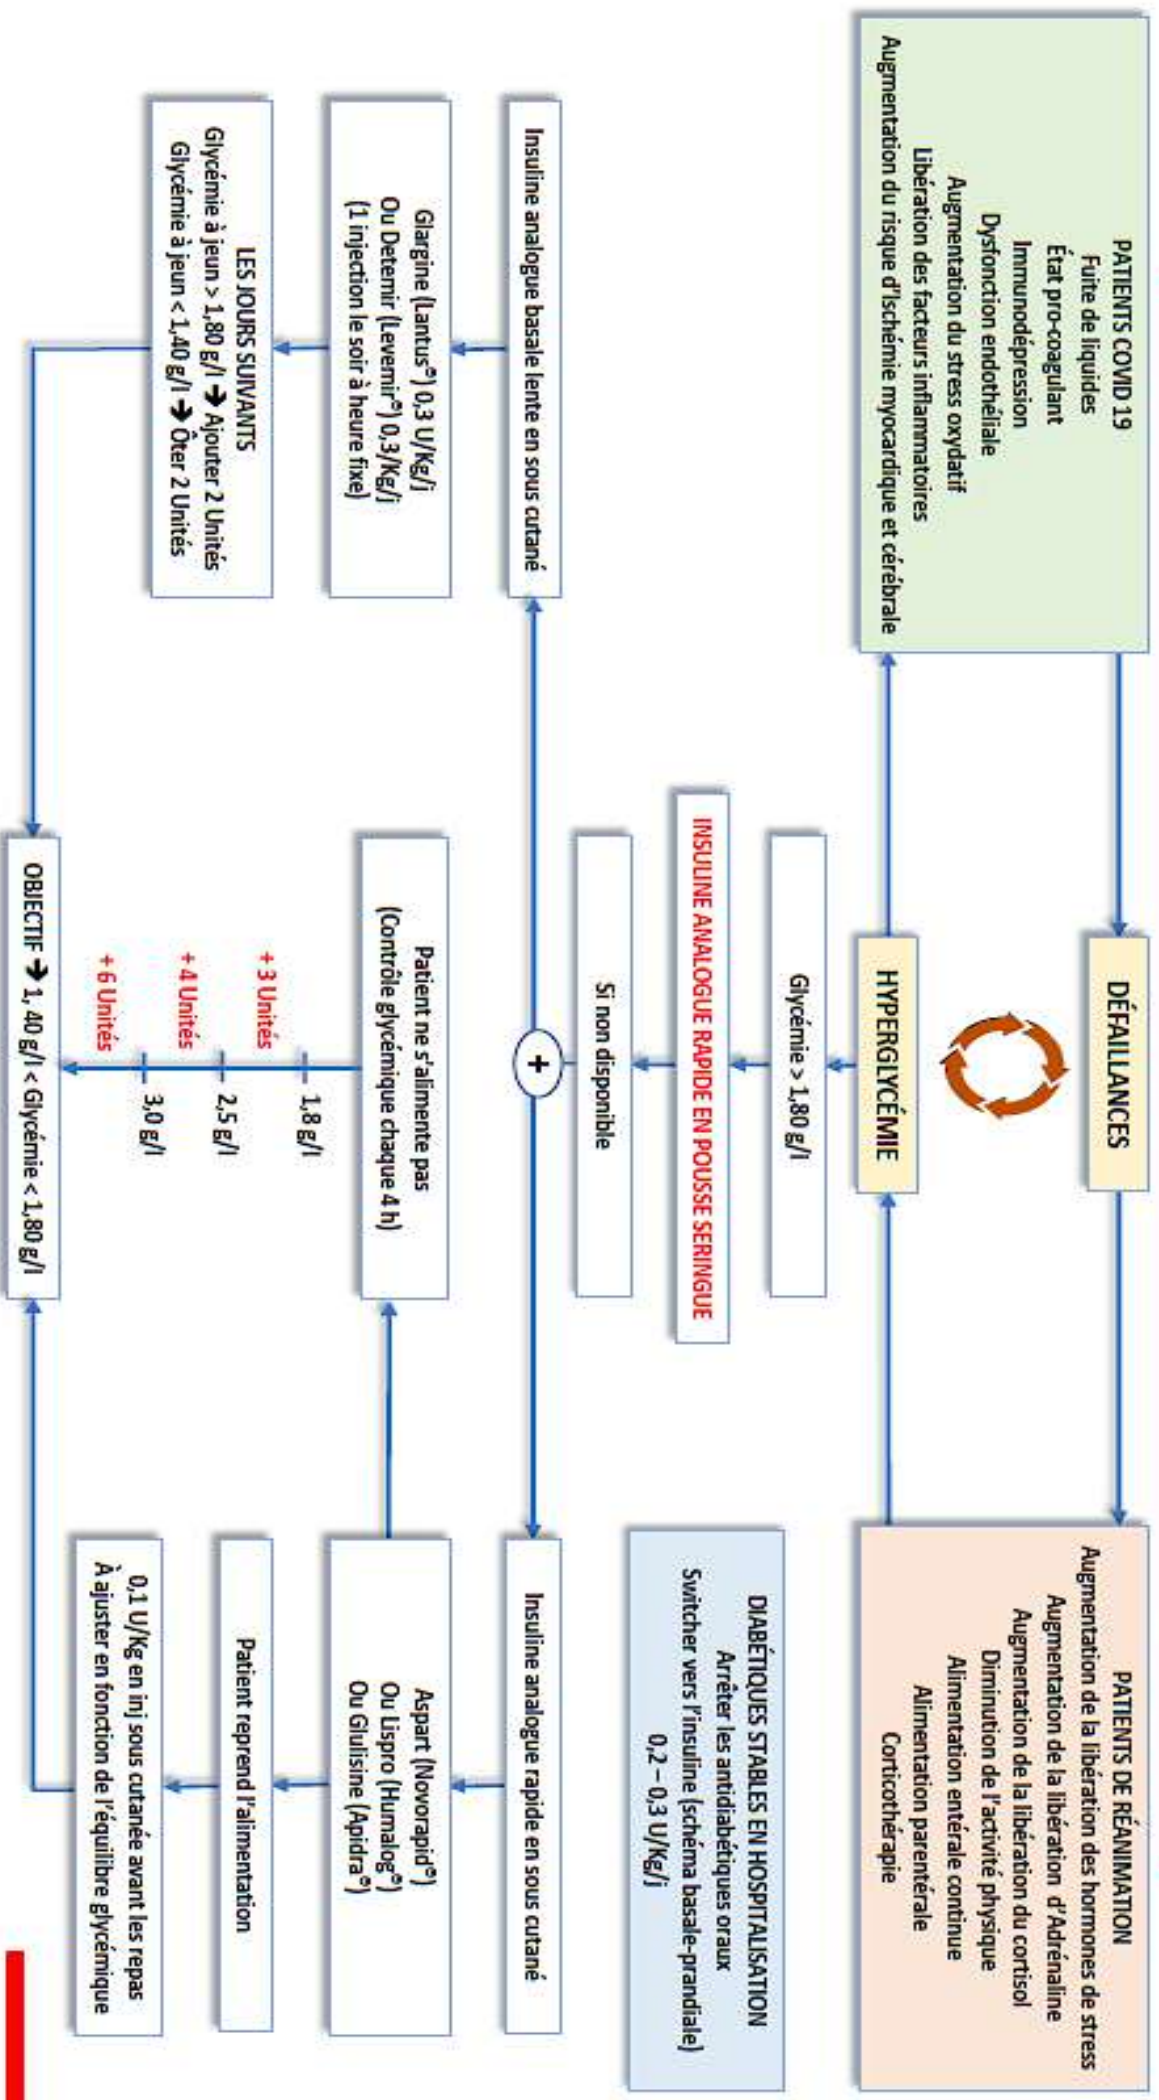 PATIENTS COVID 19
Fuite de liquides
État pro-coagulant
Immunodépression
Dysfonction endothéliale
Augmentation du stress oxydatif
Libération des facteurs inflammatoires
Augmentation du risque d'Ischémie myocardique et cérébrale
DÉFAILLANCES
HYPERGLYCÉMIE
PATIENTS DE RÉANIMATION
Augmentation de la libération des hormones de stress
Augmentation de la libération d'Adrénaline
Augmentation de la libération du cortisol
Diminution de l'activité physique
Alimentation entérale continue
Alimentation parentérale
Corticothérapie
Glycémie > 1,80 g/l
INSULINE ANALOGUE RAPIDE EN POUSSE SERINGUE
Si non disponible
DIABÉTIQUES STABLES EN HOSPITALISATION
Arrêter les antidiabétiques oraux
Switcher vers l'insuline (schéma basale-prandiale)
0,2 – 0,3 U/Kg/j
+
Insuline analogue basale lente en sous cutané
Glargine (Lantus®) 0,3 U/Kg/j
Ou Detemir (Levemir®) 0,3/Kg/j
(1 injection le soir à heure fixe)
LES JOURS SUIVANTS
Glycémie à jeun > 1,80 g/l ➔ Ajouter 2 Unités
Glycémie à jeun < 1,40 g/l ➔ Ôter 2 Unités
Patient ne s'alimente pas
(Contrôle glycémique chaque 4 h)
1,8 g/l
+ 3 Unités
2,5 g/l
+ 4 Unités
3,0 g/l
+ 6 Unités
OBJECTIF ➔ 1, 40 g/l < Glycémie < 1,80 g/l
Insuline analogue rapide en sous cutané
Aspart (Novorapid®)
Ou Lispro (Humalog®)
Ou Glulisine (Apidra®)
Patient reprend l'alimentation
0,1 U/Kg en inj sous cutanée avant les repas
À ajuster en fonction de l'équilibre glycémique